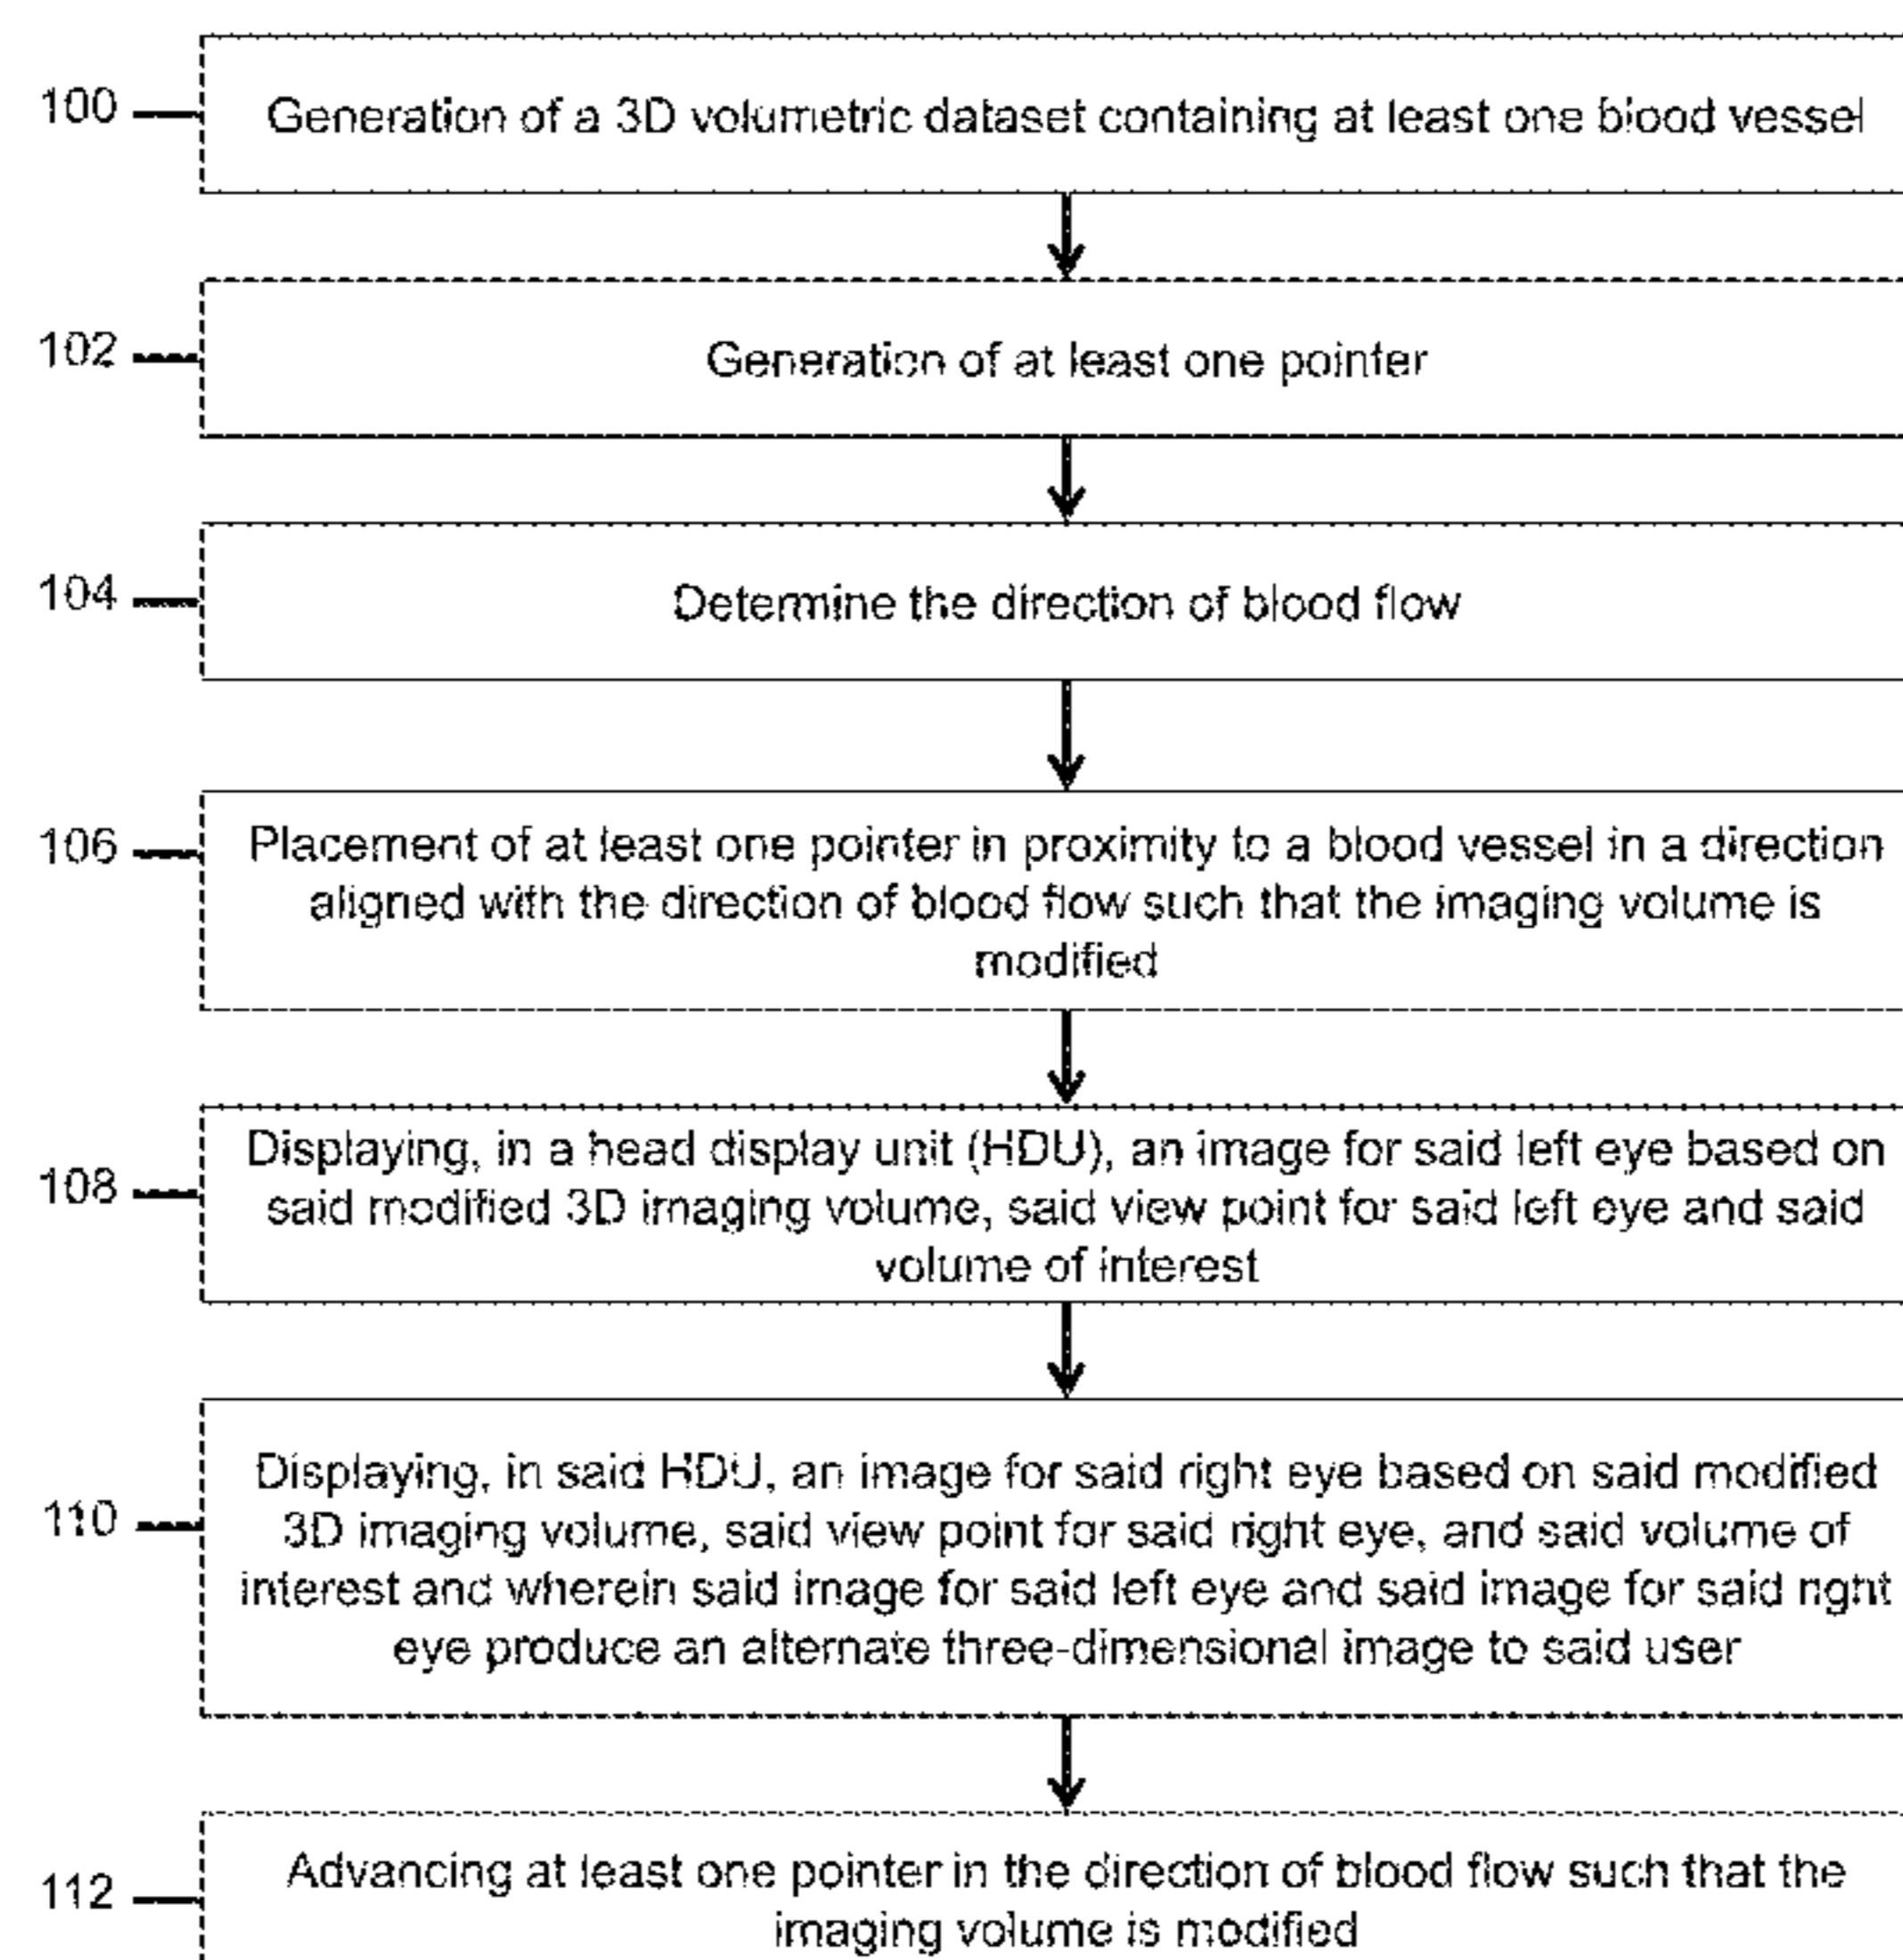 100
Generation of a 3D volumetric dataset containing at least one blood vessel
102
Generation of at least one pointer
104
Determine the direction of blood flow
106
Placement of at least one pointer in proximity to a blood vessel in a direction
aligned with the direction of blood flow such that the imaging volume is
modified
108
Displaying, in a head display unit (HDU), an image for said left eye based on
said modified 3D imaging volume, said view point for said left eye and said
volume of interest
110
Displaying, in said HDU, an image for said right eye based on said modified
3D imaging volume, said view point for said right eye, and said volume of
interest and wherein said image for said left eye and said image for said right
eye produce an alternate three-dimensional image to said user
112
Advancing at least one pointer in the direction of blood flow such that the
imaging volume is modified